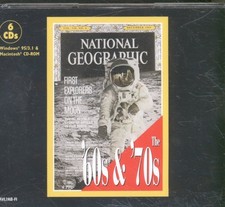 6
CDs
Windows® 95/3.1 &
Macintosh® CD-ROM
NATIONAL
GEOGRAPHIC
FIRST
EXPLORERS
ON THE
MOON
The
'60s & '70s